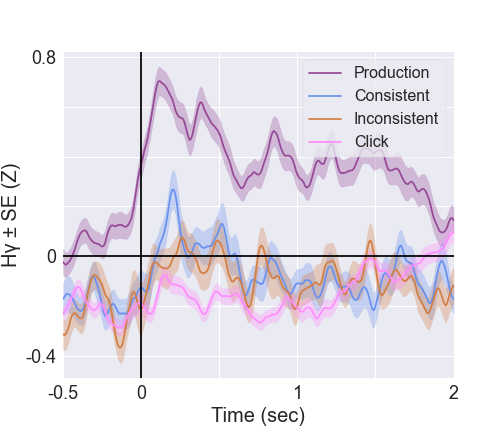 0.8
Production
Consistent
Inconsistent
Click
Hγ ± SE (Z)
0
-0.4
-0.5
0
1
2
Time (sec)